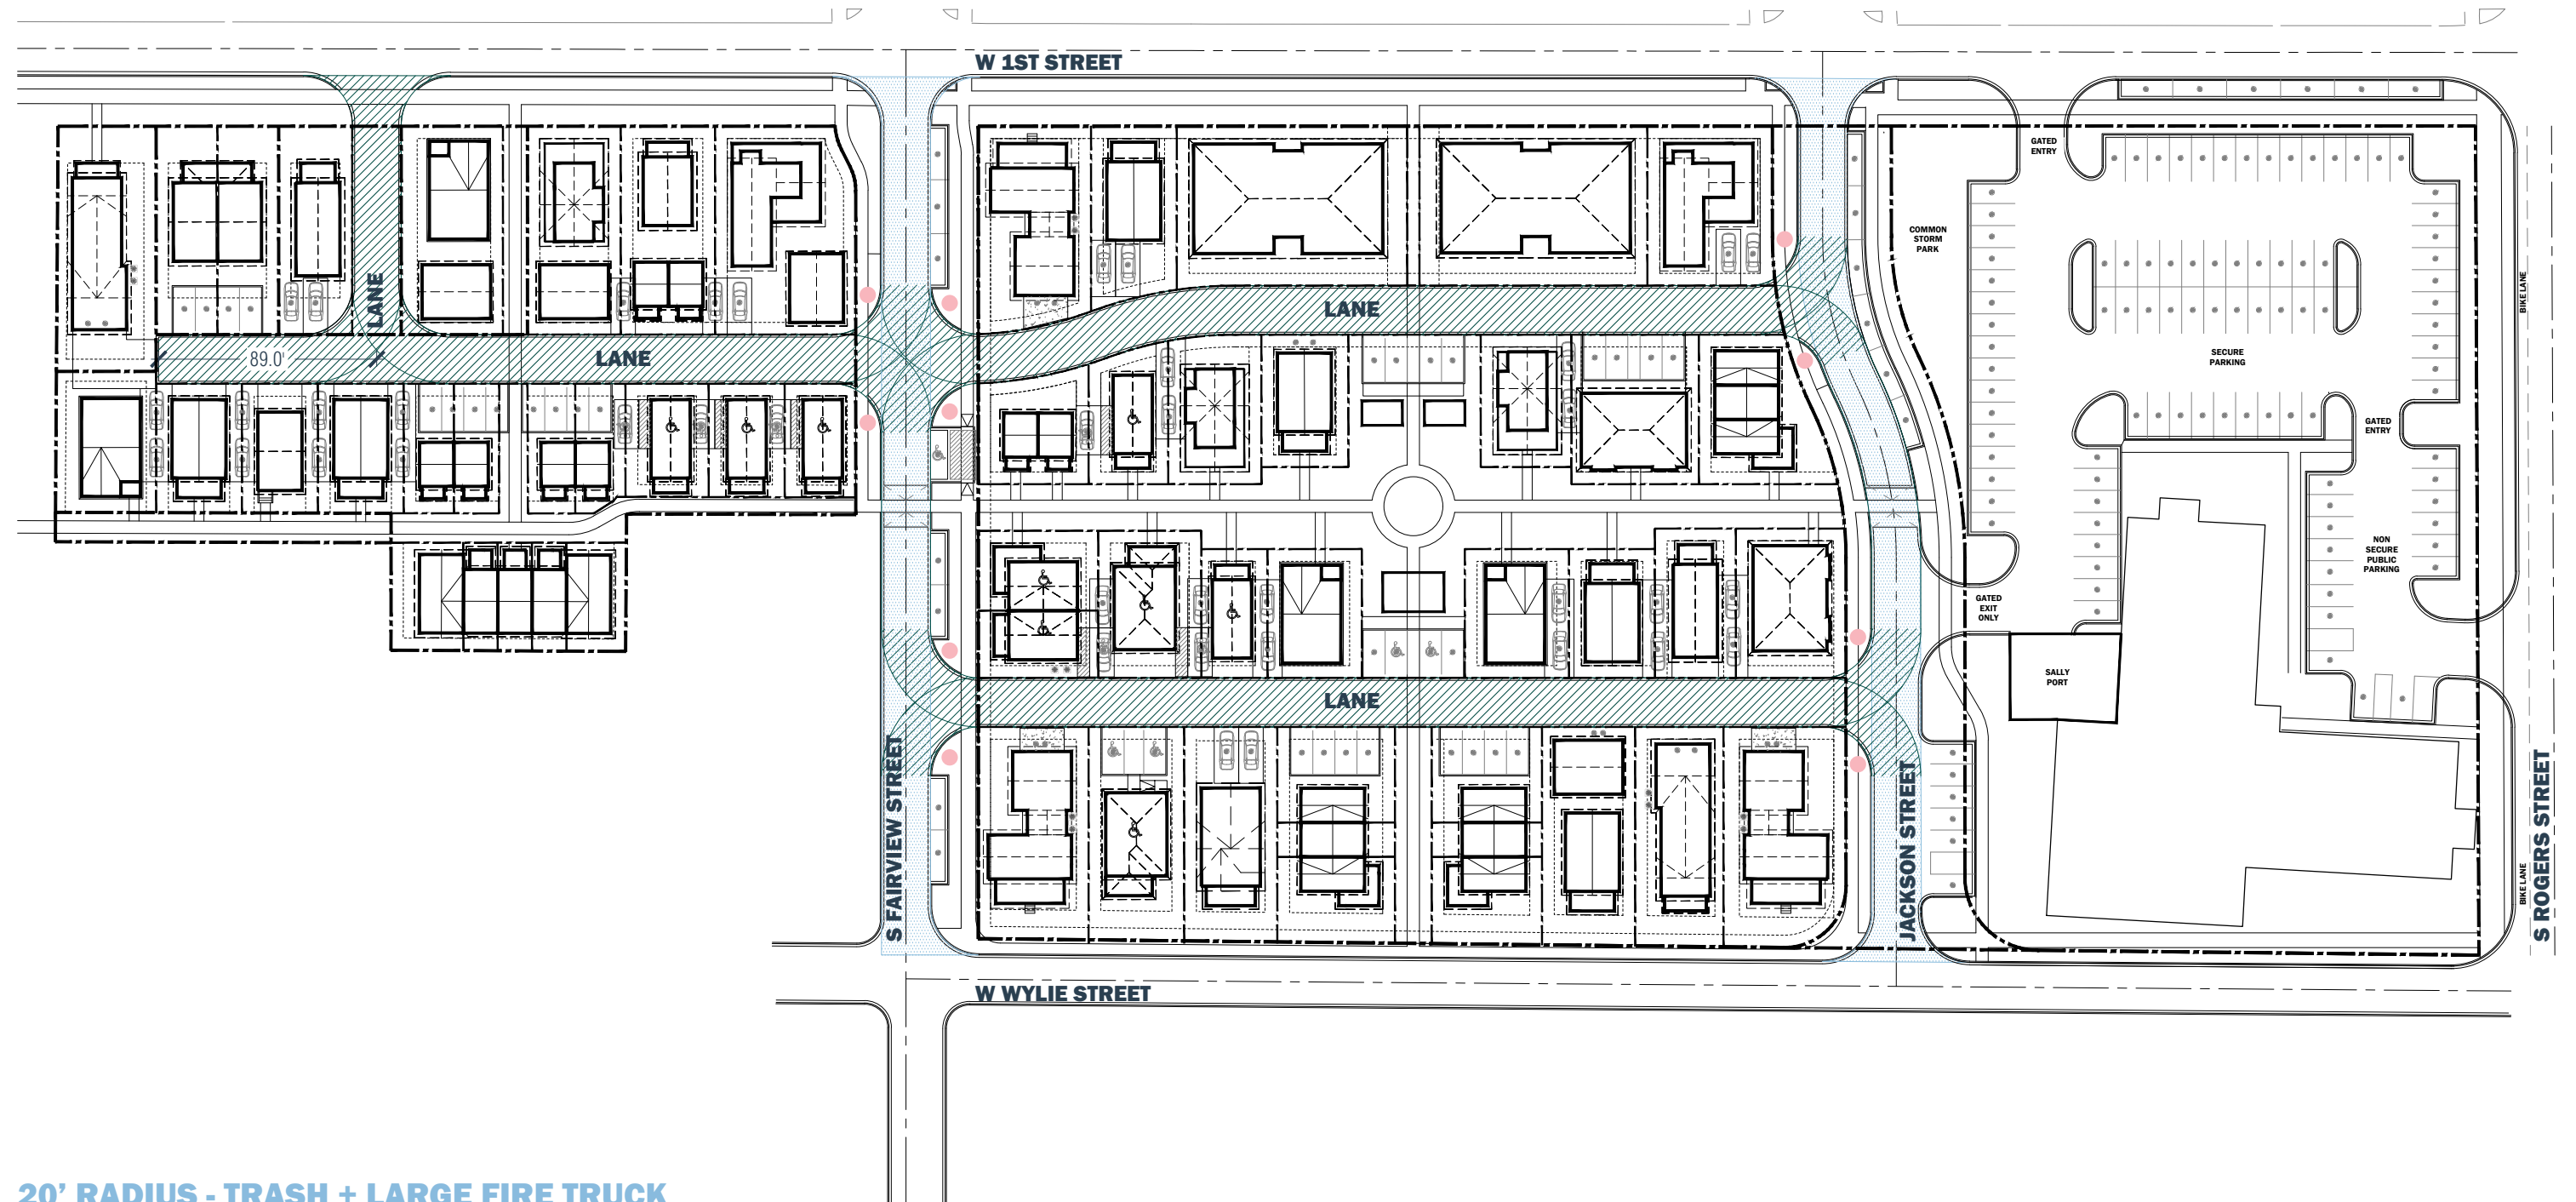 W 1ST STREET
GATED
ENTRY
COMMON
STORM
PARK
LANE
LANE
BIKE LANE
89.0'
LANE
SECURE
PARKING
GATED
ENTRY
NON
SECURE
PUBLIC
PARKING
GATED
EXIT
ONLY
SALLY
PORT
LANE
S FAIRVIEW STREET
JACKSON STREET
BIKE LANE
S ROGERS STREET
W WYLIE STREET
20' RADIUS - TRASH + LARGE FIRE TRUCK